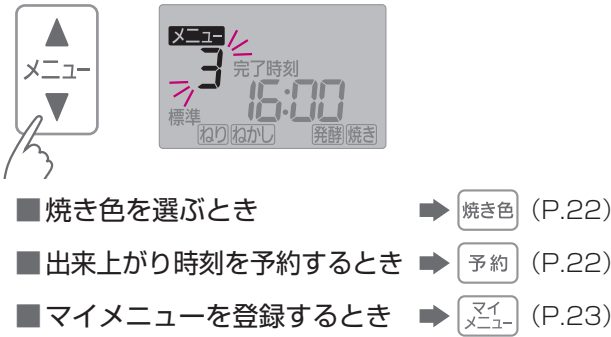 ▲
メニュー
▼
メニュー
3
完了時刻
16:00
標準
ねり ねかし 発酵 焼き
■焼き色を選ぶとき ➡ 焼き色 (P.22)
■出来上がり時刻を予約するとき ➡ 予約 (P.22)
■マイメニューを登録するとき ➡ マイメニュー (P.23)